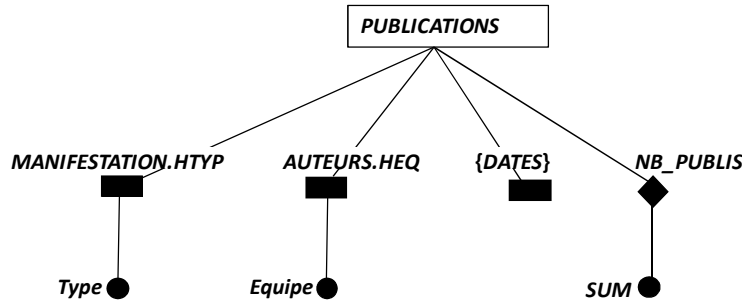 PUBLICATIONS
MANIFESTATION.HTYP AUTEURS.HEQ {DATES} NB_PUBLIS
Type Equipe SUM